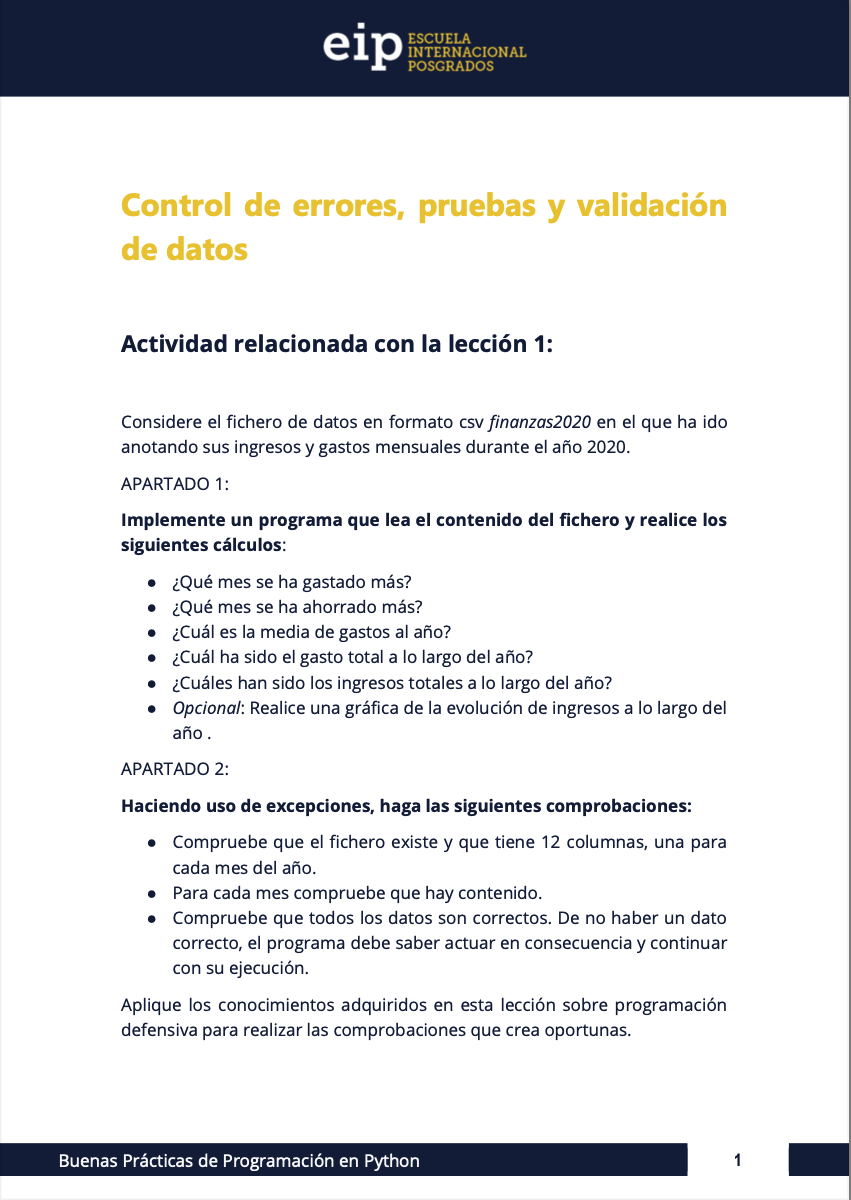 eip ESCUELA
INTERNACIONAL
POSGRADOS
Control de errores, pruebas y validación
de datos
Actividad relacionada con la lección 1:
Considere el fichero de datos en formato csv finanzas2020 en el que ha ido
anotando sus ingresos y gastos mensuales durante el año 2020.
APARTADO 1:
Implemente un programa que lea el contenido del fichero y realice los
siguientes cálculos:
● ¿Qué mes se ha gastado más?
● ¿Qué mes se ha ahorrado más?
● ¿Cuál es la media de gastos al año?
● ¿Cuál ha sido el gasto total a lo largo del año?
● ¿Cuáles han sido los ingresos totales a lo largo del año?
● Opcional: Realice una gráfica de la evolución de ingresos a lo largo del
año .
APARTADO 2:
Haciendo uso de excepciones, haga las siguientes comprobaciones:
● Compruebe que el fichero existe y que tiene 12 columnas, una para
cada mes del año.
● Para cada mes compruebe que hay contenido.
● Compruebe que todos los datos son correctos. De no haber un dato
correcto, el programa debe saber actuar en consecuencia y continuar
con su ejecución.
Aplique los conocimientos adquiridos en esta lección sobre programación
defensiva para realizar las comprobaciones que crea oportunas.
Buenas Prácticas de Programación en Python 1